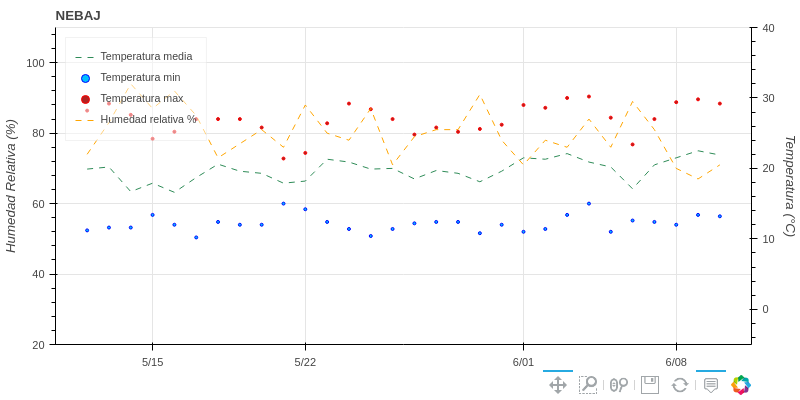 NEBAJ
Temperatura media
Temperatura min
Temperatura max
Humedad relativa %
Humedad Relativa (%)
100
80
60
40
20
Temperatura (°C)
40
30
20
10
0
5/15
5/22
6/01
6/08